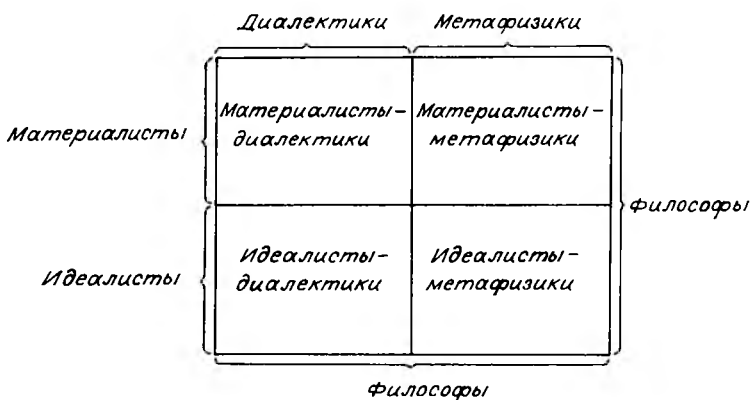 Диалектики Метафизики
Материалисты
Материалисты-
диалектики
Материалисты-
метафизики
философы
Идеалисты
Идеалисты-
диалектики
Идеалисты-
метафизики
философы